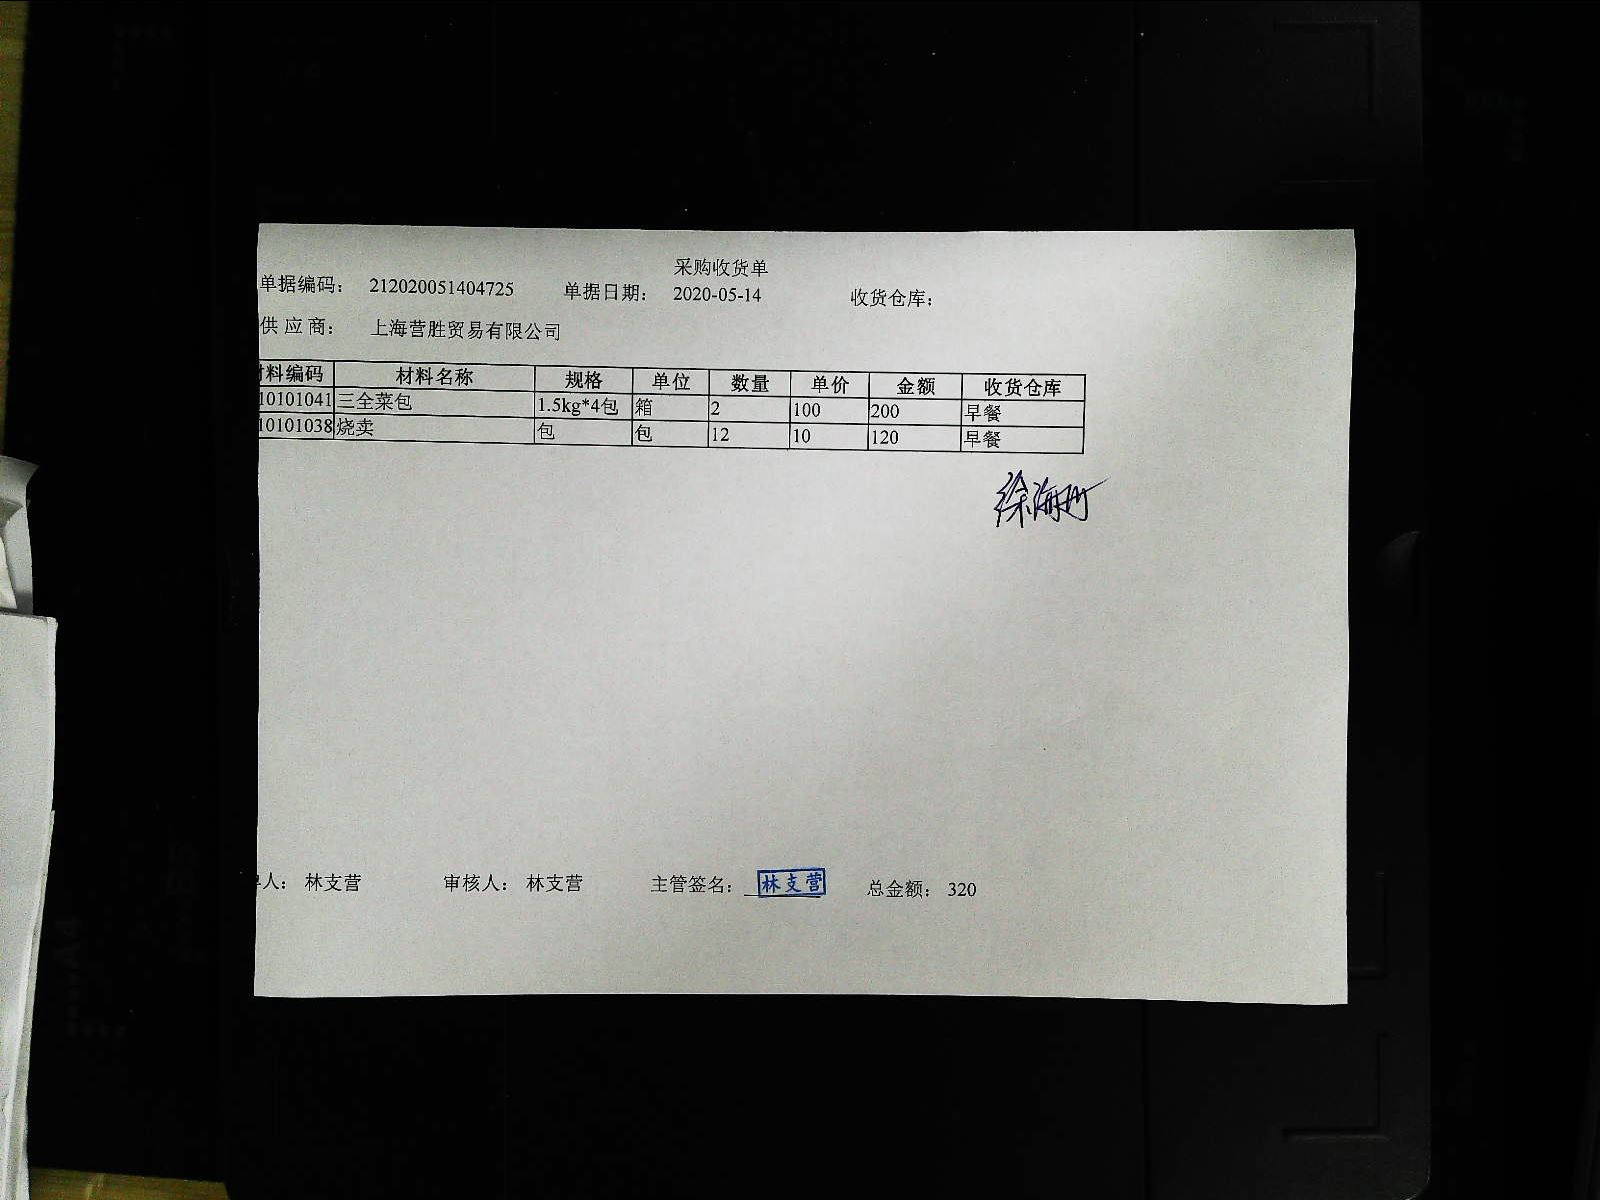 采购收货单
单据编码： 212020051404725 单据日期： 2020-05-14 收货仓库：
供 应 商： 上海营胜贸易有限公司
材料编码 材料名称 规格 单位 数量 单价 金额 收货仓库
10101041 三全菜包 1.5kg*4包 箱 2 100 200 早餐
10101038 烧卖 包 包 12 10 120 早餐
人： 林支营 审核人： 林支营 主管签名： 林支营 总金额： 320